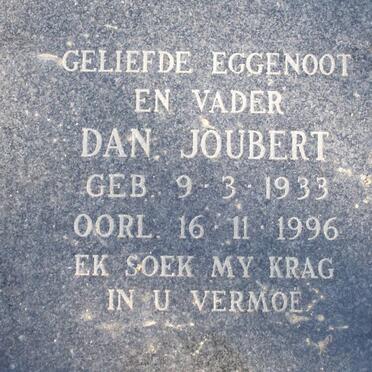 GELIEFDE EGGENOOT
EN VADER
DAN JOUBERT
GEB. 9·3·1933
OORL. 16·11·1996
EK SOEK MY KRAG
IN U VERMOË